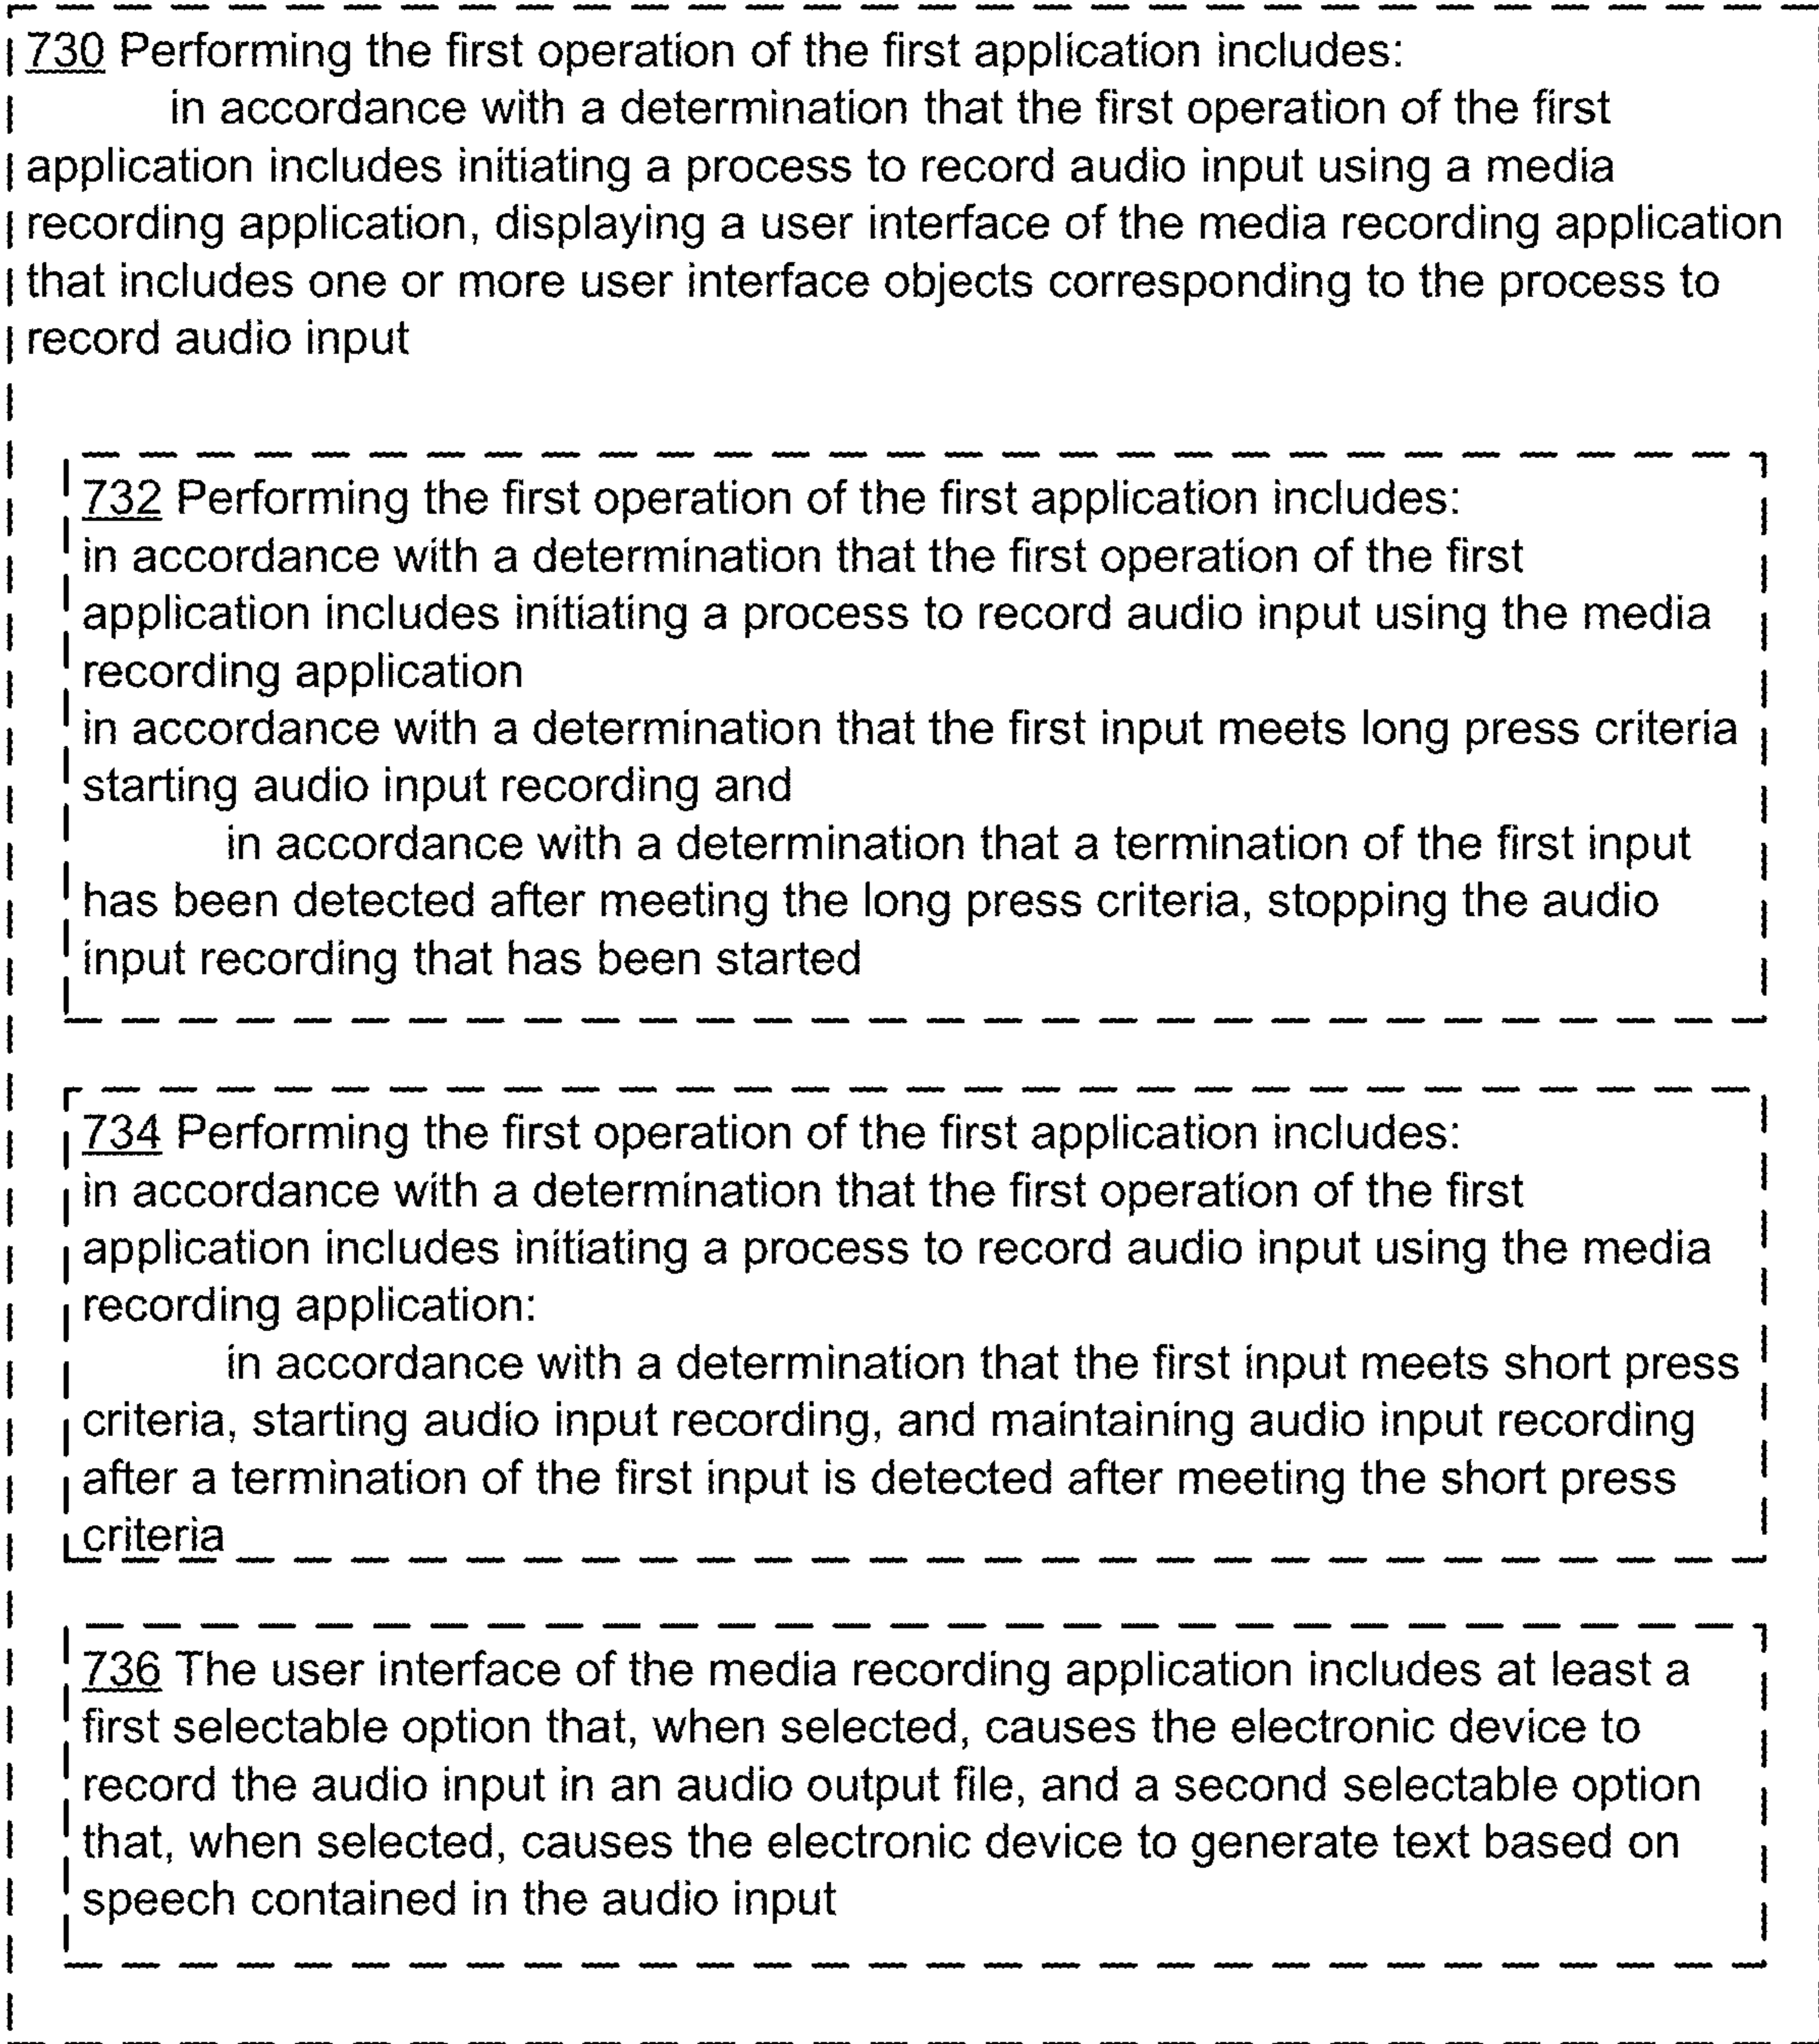 730 Performing the first operation of the first application includes:
in accordance with a determination that the first operation of the first
application includes initiating a process to record audio input using a media
recording application, displaying a user interface of the media recording application
that includes one or more user interface objects corresponding to the process to
record audio input
732 Performing the first operation of the first application includes:
in accordance with a determination that the first operation of the first
application includes initiating a process to record audio input using the media
recording application
in accordance with a determination that the first input meets long press criteria
starting audio input recording and
in accordance with a determination that a termination of the first input
has been detected after meeting the long press criteria, stopping the audio
input recording that has been started
734 Performing the first operation of the first application includes:
in accordance with a determination that the first operation of the first
application includes initiating a process to record audio input using the media
recording application:
in accordance with a determination that the first input meets short press
criteria, starting audio input recording, and maintaining audio input recording
after a termination of the first input is detected after meeting the short press
criteria
736 The user interface of the media recording application includes at least a
first selectable option that, when selected, causes the electronic device to
record the audio input in an audio output file, and a second selectable option
that, when selected, causes the electronic device to generate text based on
speech contained in the audio input